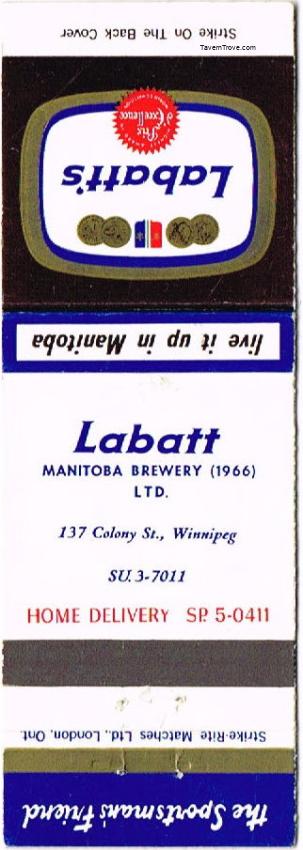 TavernTrove.com
Strike On The Back Cover
Prix
d'Excellence
Labatt's
live it up in Manitoba
Labatt
MANITOBA BREWERY (1966)
LTD.
137 Colony St., Winnipeg
SU. 3-7011
HOME DELIVERY SP. 5-0411
Strike-Rite Matches Ltd., London, Ont.
the Sportsman's Friend